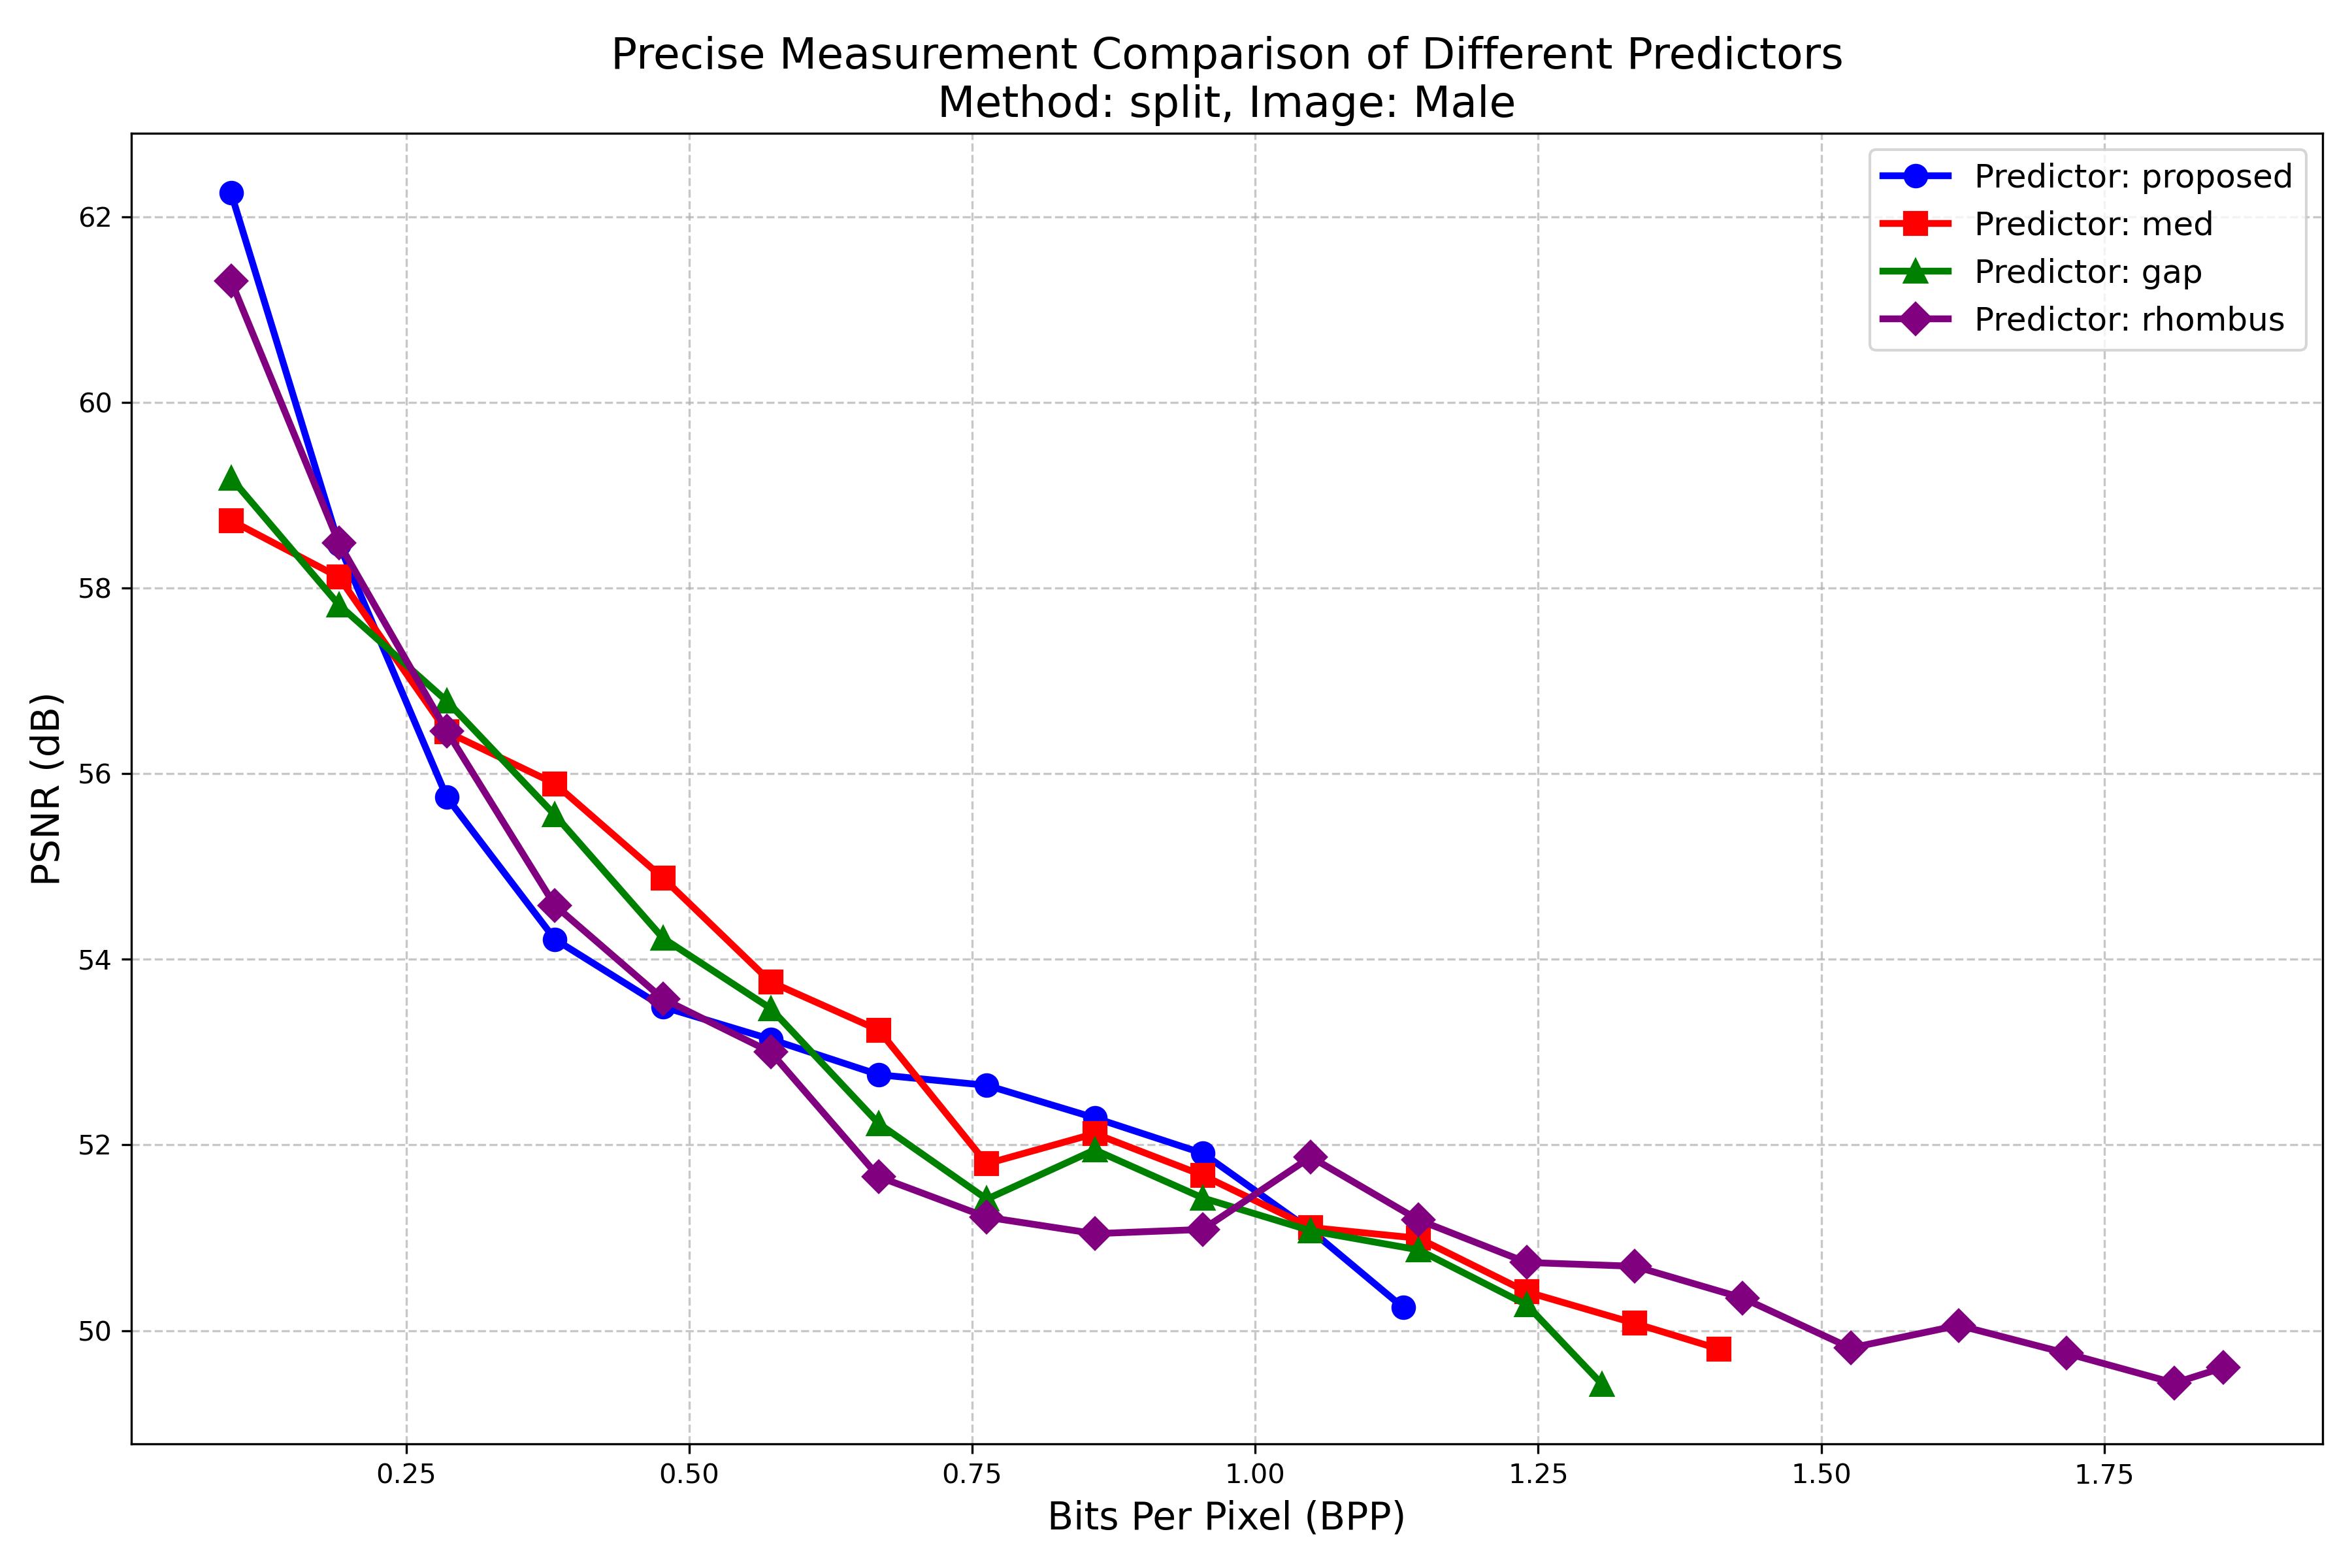 Precise Measurement Comparison of Different Predictors
Method: split, Image: Male
Predictor: proposed
Predictor: med
Predictor: gap
Predictor: rhombus
62
60
58
56
54
52
50
PSNR (dB)
0.25 0.50 0.75 1.00 1.25 1.50 1.75
Bits Per Pixel (BPP)